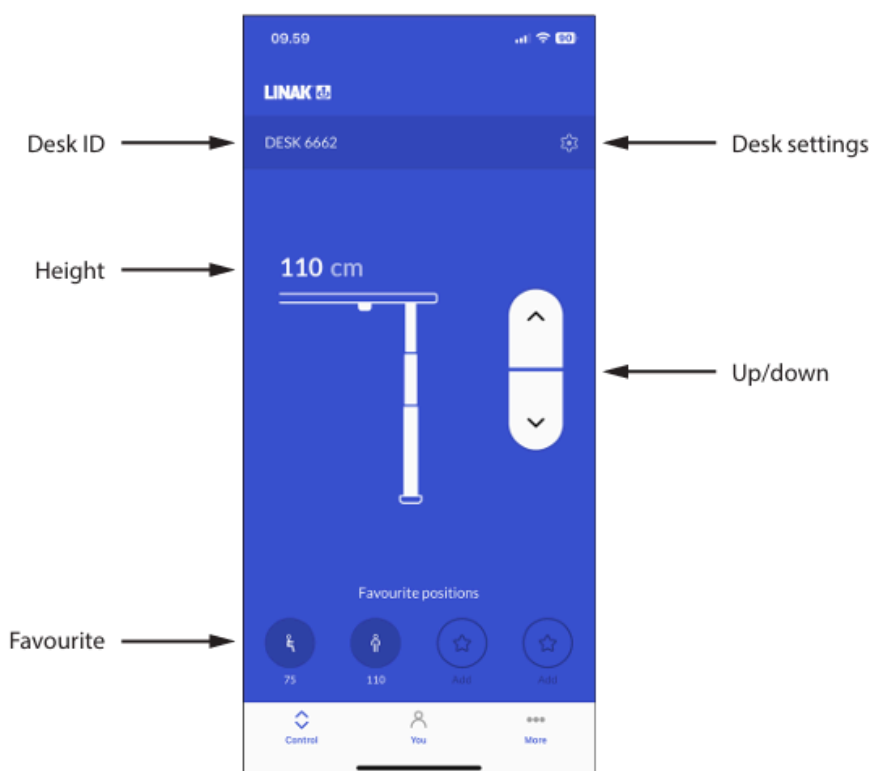 09.59
90
LINAK
Desk ID
DESK 6662
Desk settings
Height
110 cm
Up/down
Favourite positions
Favourite
75
110
Add
Add
Control
You
More